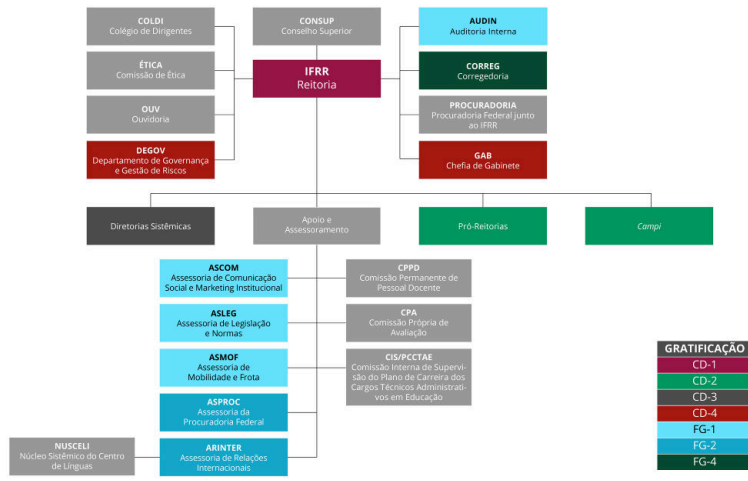 COLDI
Colégio de Dirigentes
CONSUP
Conselho Superior
AUDIN
Auditoria Interna
ÉTICA
Comissão de Ética
IFRR
Reitoria
CORREG
Corregedoria
OUV
Ouvidoria
PROCURADORIA
Procuradoria Federal junto
ao IFRR
DEGOV
Departamento de Governança
e Gestão de Riscos
GAB
Chefia de Gabinete
Diretorias Sistêmicas
Apoio e
Assessoramento
Pró-Reitorias
Campi
ASCOM
Assessoria de Comunicação
Social e Marketing Institucional
CPPD
Comissão Permanente de
Pessoal Docente
ASLEG
Assessoria de Legislação
e Normas
CPA
Comissão Própria de
Avaliação
ASMOF
Assessoria de
Mobilidade e Frota
CIS/PCCTAE
Comissão Interna de Supervi-
são do Plano de Carreira dos
Cargos Técnicos Administrati-
vos em Educação
ASPROC
Assessoria da
Procuradoria Federal
NUSCELI
Núcleo Sistêmico do Centro
de Línguas
ARINTER
Assessoria de Relações
Internacionais
GRATIFICAÇÃO
CD-1
CD-2
CD-3
CD-4
FG-1
FG-2
FG-4